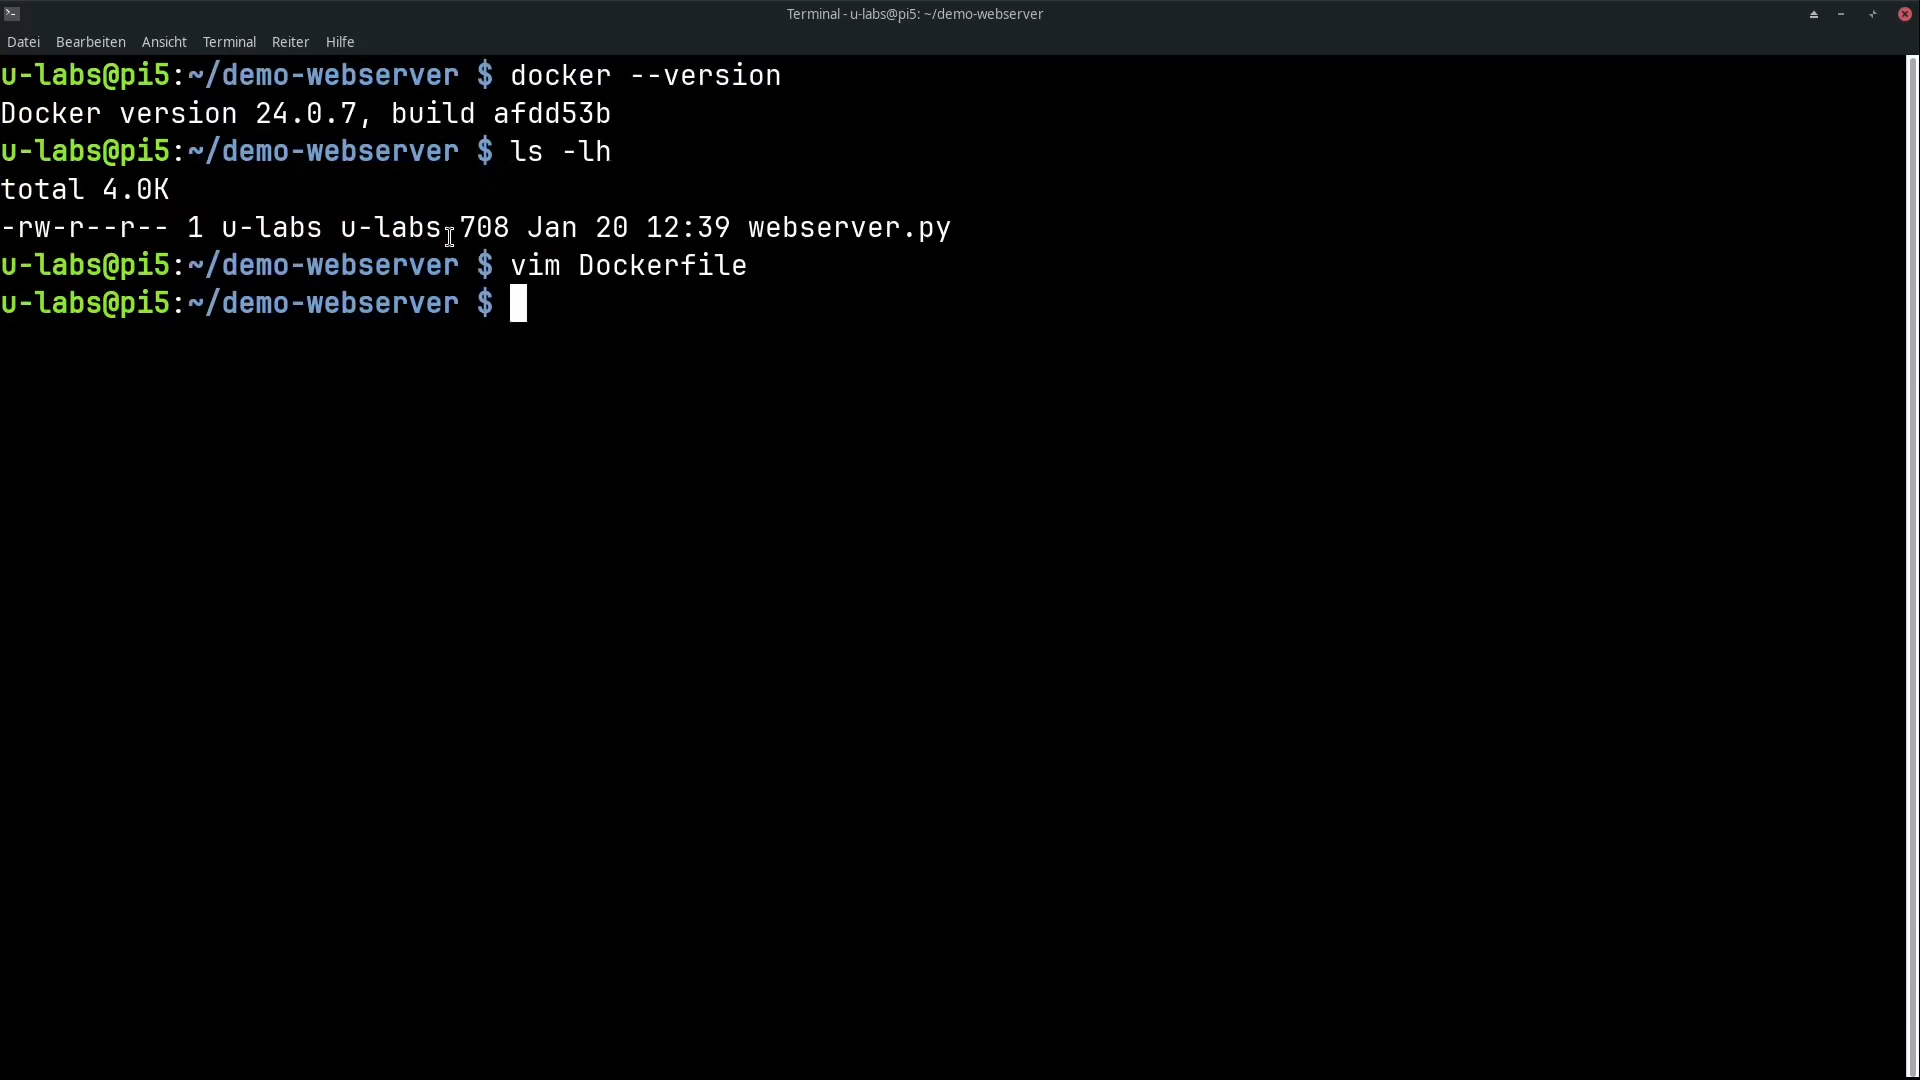 Terminal - u-labs@pi5: ~/demo-webserver
Datei Bearbeiten Ansicht Terminal Reiter Hilfe
u-labs@pi5:~/demo-webserver $ docker --version
Docker version 24.0.7, build afdd53b
u-labs@pi5:~/demo-webserver $ ls -lh
total 4.0K
-rw-r--r-- 1 u-labs u-labs 708 Jan 20 12:39 webserver.py
u-labs@pi5:~/demo-webserver $ vim Dockerfile
u-labs@pi5:~/demo-webserver $